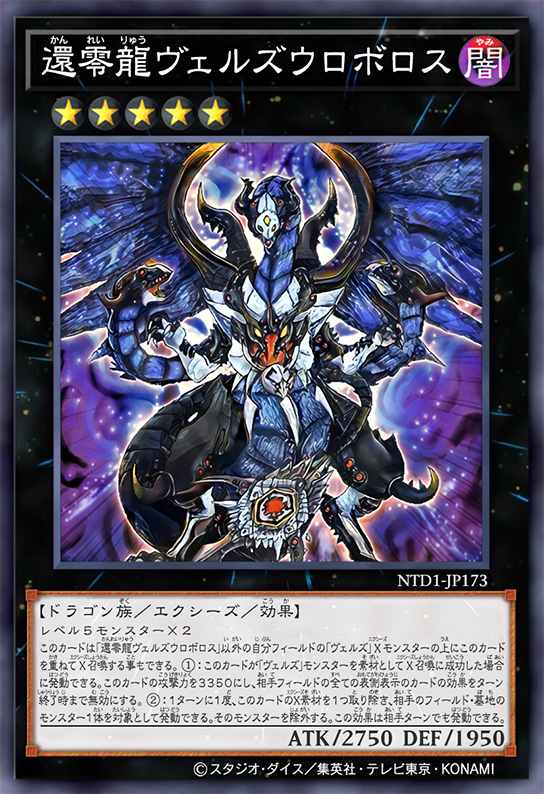 還零龍ヴェルズウロボロス 闇
NTD1-JP173
【ドラゴン族／エクシーズ／効果】
レベル５モンスター×２
このカードは「還零龍ヴェルズウロボロス」以外の自分フィールドの「ヴェルズ」Xモンスターの上にこのカード
を重ねてX召喚する事もできる。①：このカードが「ヴェルズ」モンスターを素材としてX召喚に成功した場合
に発動できる。このカードの攻撃力を3350にし、相手フィールドの全ての表側表示のカードの効果をターン
終了時まで無効にする。②：1ターンに1度、このカードのX素材を1つ取り除き、相手のフィールド・墓地の
モンスター1体を対象として発動できる。そのモンスターを除外する。この効果は相手ターンでも発動できる。
ATK/2750 DEF/1950
©スタジオ・ダイス／集英社・テレビ東京・KONAMI